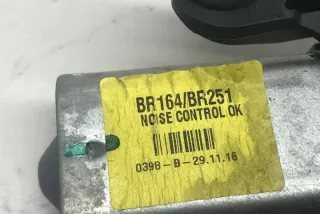 BR164/BR251
NOISE CONTROL OK
0398-B-29.11.16